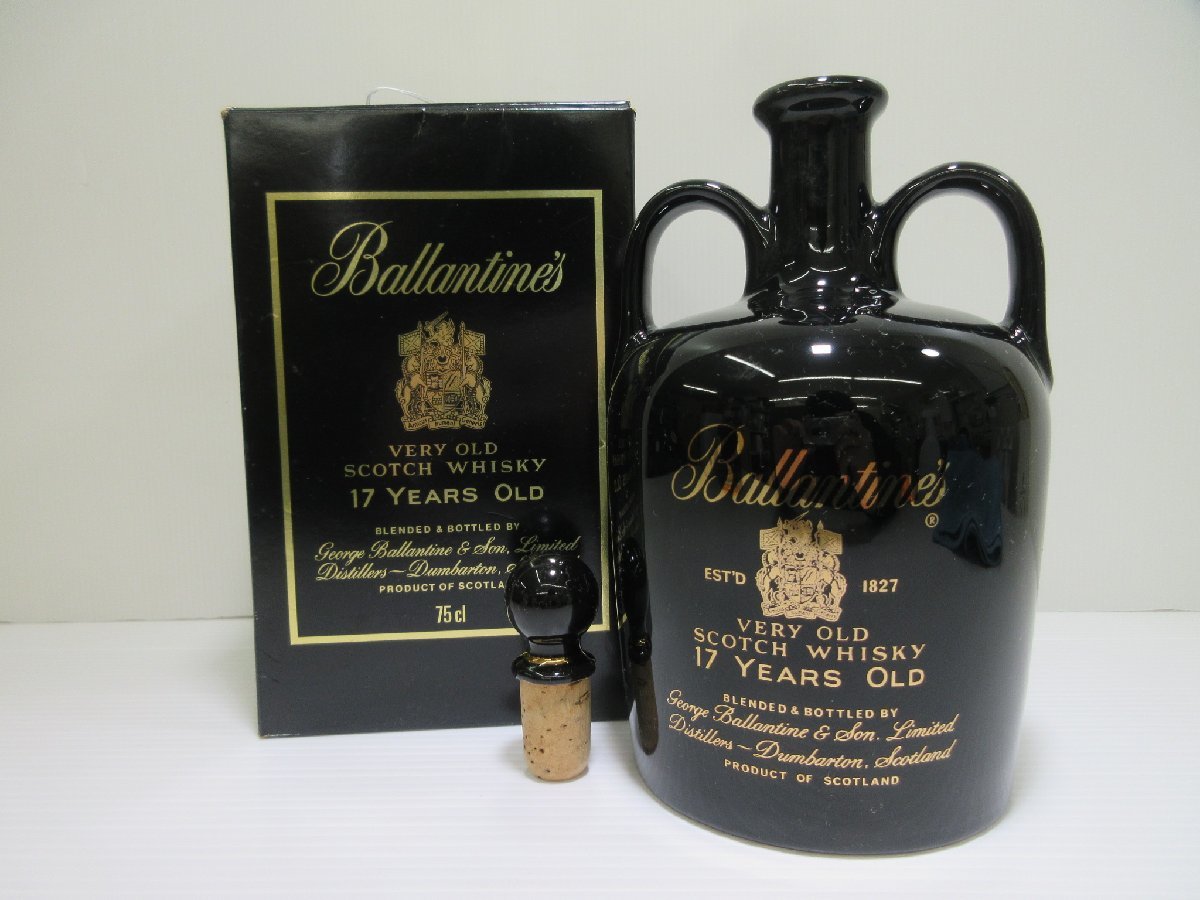 Ballantine's
VERY OLD
SCOTCH WHISKY
17 YEARS OLD
BLENDED & BOTTLED BY
George Ballantine & Son, Limited
Distillers ~ Dumbarton,
PRODUCT OF
75 cl
Ballantine's
®
EST'D 1827
VERY OLD
SCOTCH WHISKY
17 YEARS OLD
BLENDED & BOTTLED BY
George Ballantine & Son, Limited
Distillers ~ Dumbarton, Scotland
PRODUCT OF SCOTLAND